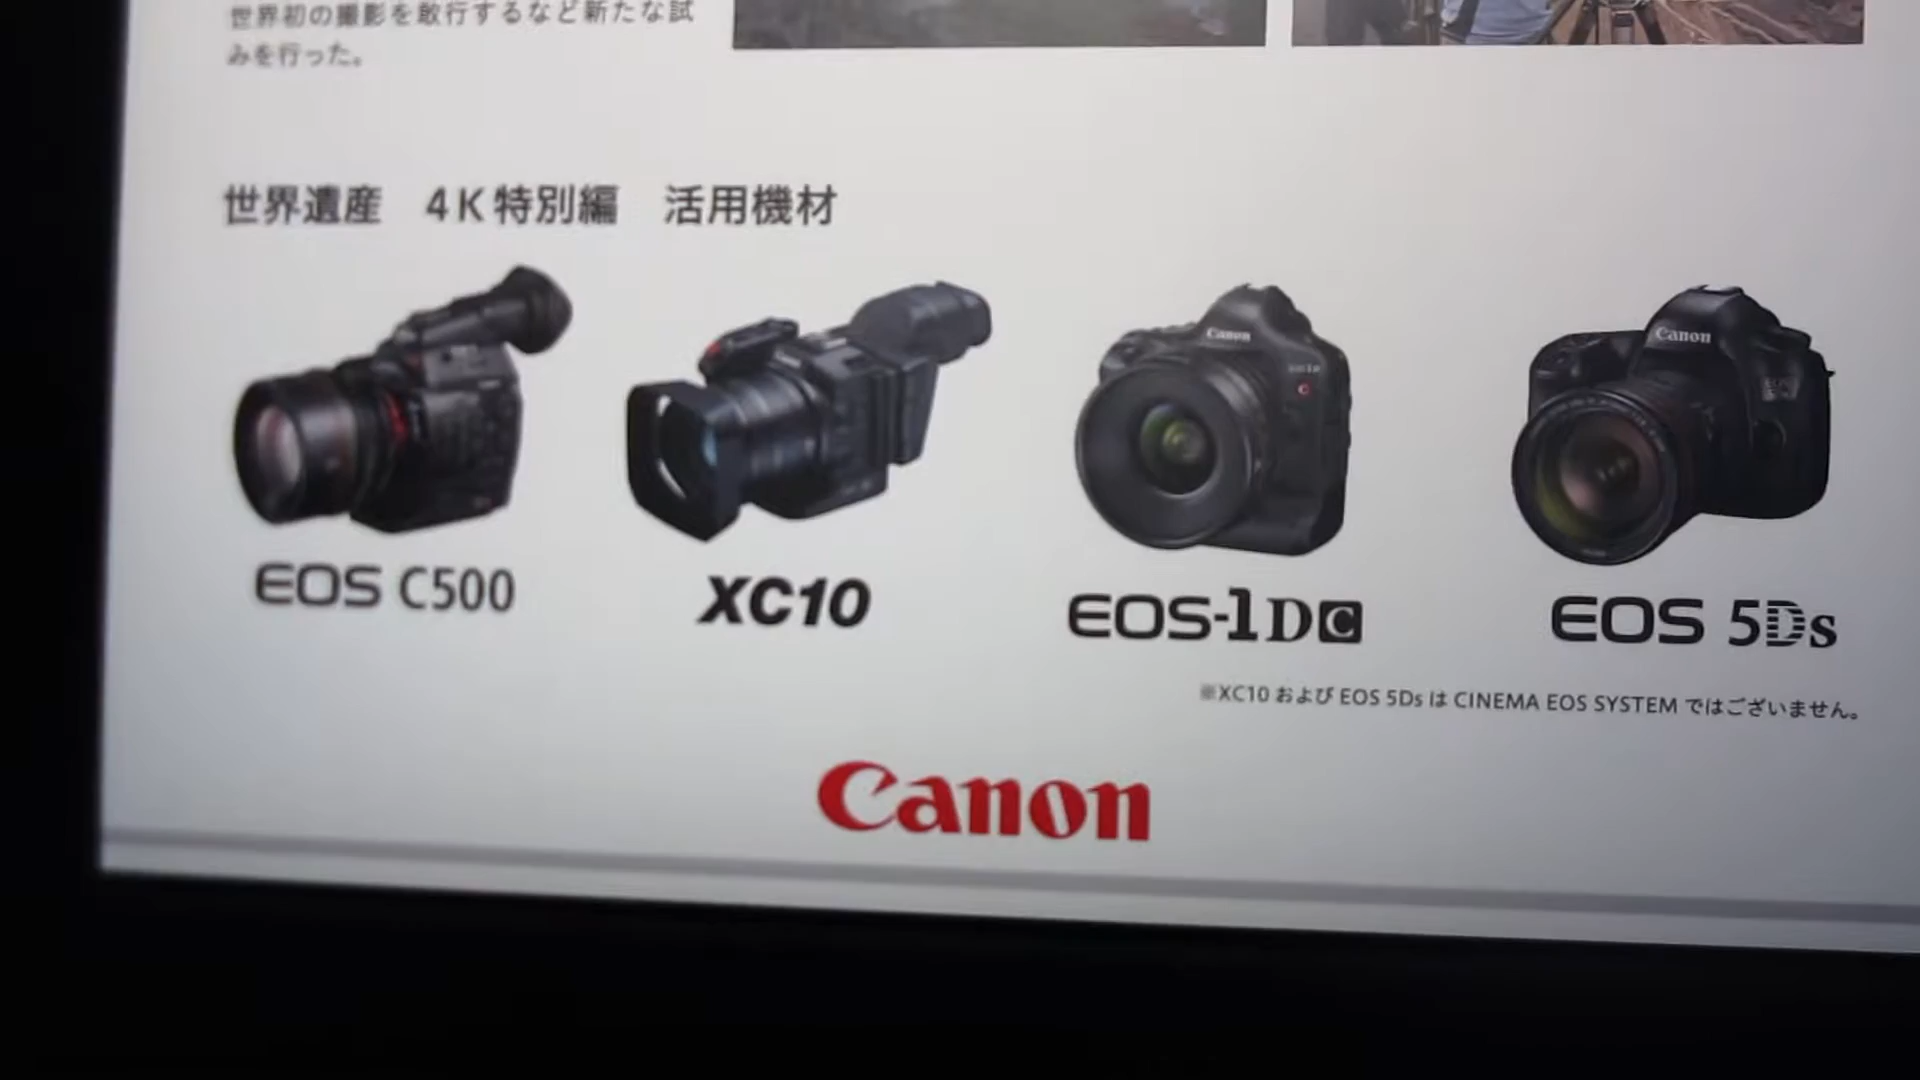 世界初の撮影を敢行するなど新たな試
みを行った。
世界遺産 4K特別編 活用機材
Canon
Canon
EOS C500
XC10
EOS-1DC
EOS 5Ds
※XC10 および EOS 5Ds は CINEMA EOS SYSTEM ではございません。
Canon